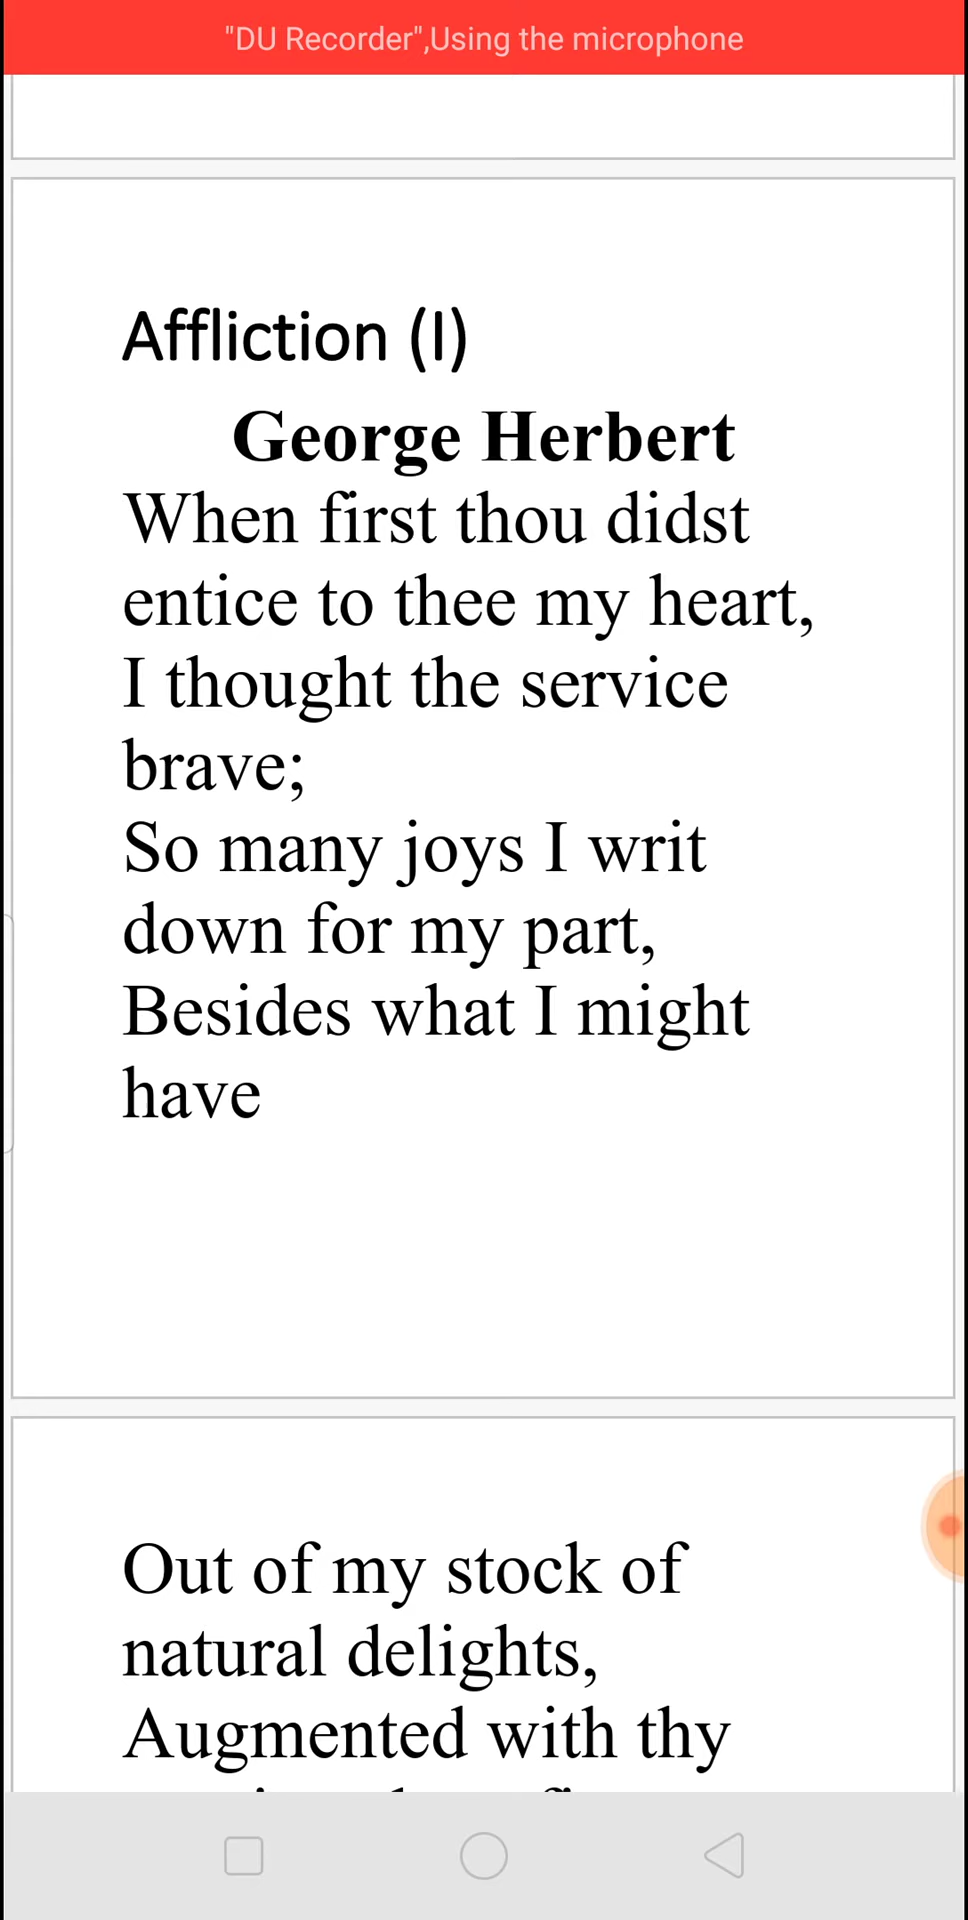 "DU Recorder",Using the microphone
Affliction (I)
George Herbert
When first thou didst
entice to thee my heart,
I thought the service
brave;
So many joys I writ
down for my part,
Besides what I might
have
Out of my stock of
natural delights,
Augmented with thy